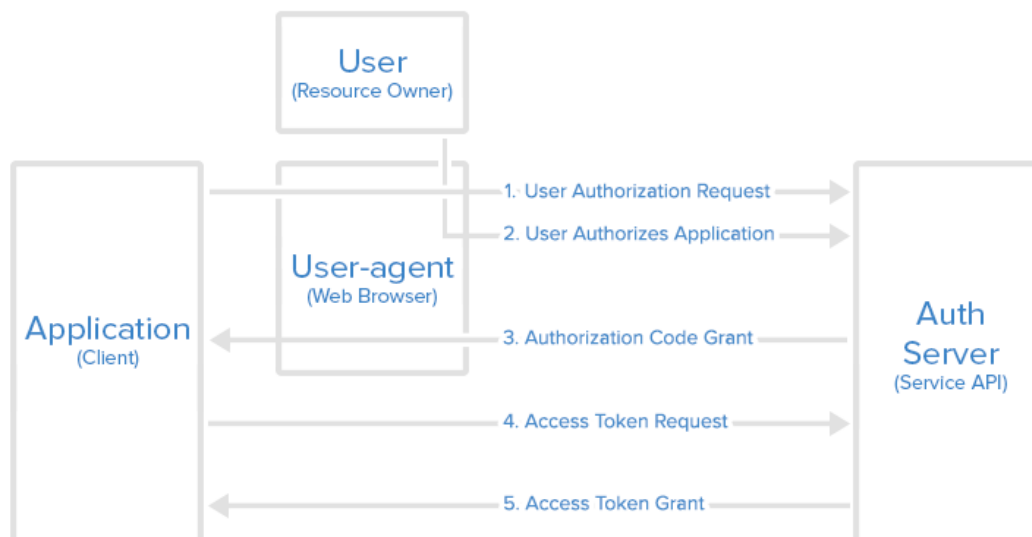 User
(Resource Owner)
1. User Authorization Request
2. User Authorizes Application
User-agent
(Web Browser)
Application
(Client)
3. Authorization Code Grant
Auth
Server
(Service API)
4. Access Token Request
5. Access Token Grant